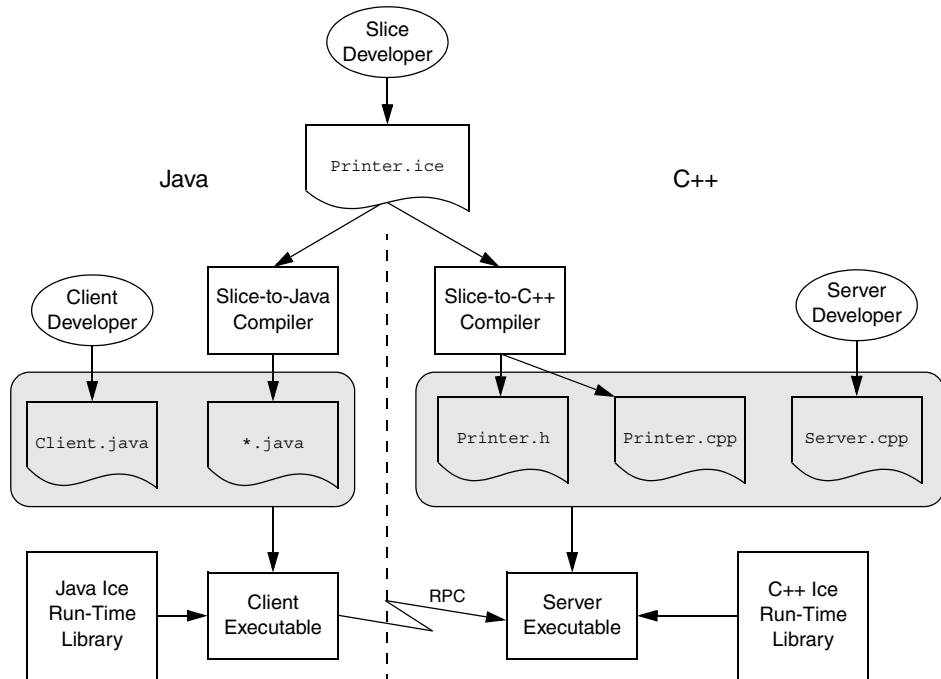 Slice
Developer
Printer.ice
Java
C++
Client
Developer
Slice-to-Java
Compiler
Slice-to-C++
Compiler
Server
Developer
Client.java
*.java
Printer.h
Printer.cpp
Server.cpp
Java Ice
Run-Time
Library
Client
Executable
RPC
Server
Executable
C++ Ice
Run-Time
Library